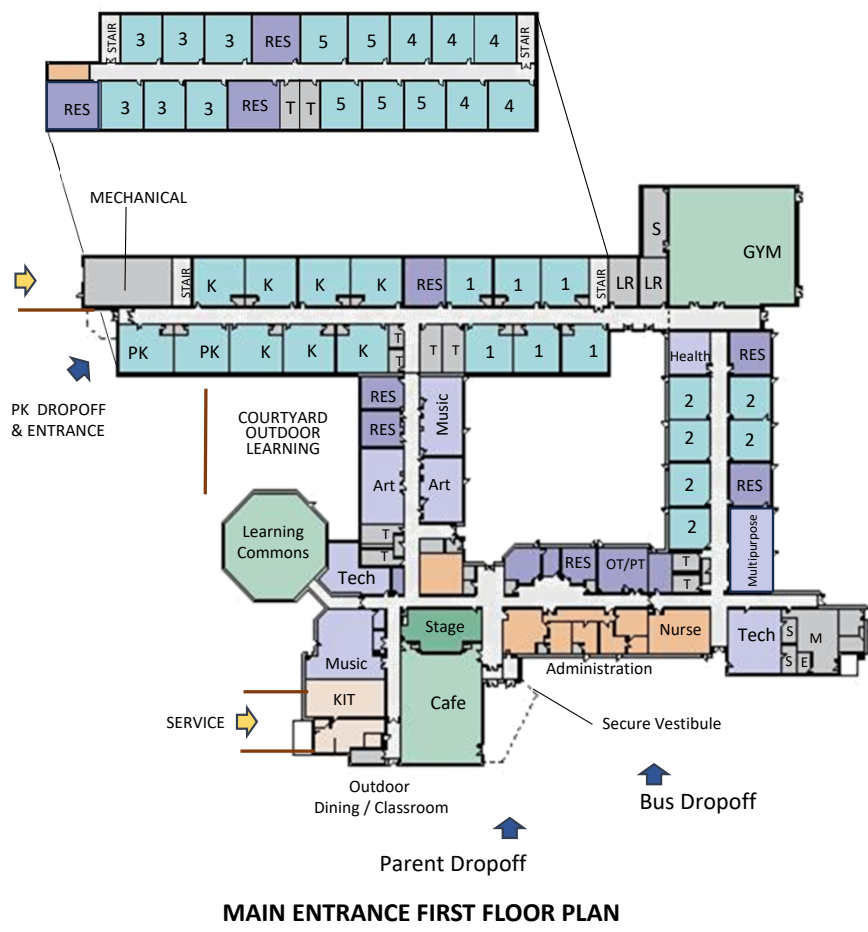 STAIR 3 3 3 RES 5 5 4 4 4 STAIR
RES 3 3 3 RES T T 5 5 5 4 4
MECHANICAL
S
GYM
STAIR K K K K RES 1 1 1 STAIR LR LR
PK PK K K K T T T T 1 1 1 Health RES
PK DROPOFF
& ENTRANCE
COURTYARD
OUTDOOR
LEARNING
RES
RES
Music
2 2
2 2
Art Art
2 RES
2 Multipurpose
T
T
Learning
Commons
Tech
RES OT/PT T
T
Stage
Nurse
Tech S M
S E
Music
Administration
KIT
Cafe
SERVICE
Secure Vestibule
Outdoor
Dining / Classroom
Bus Dropoff
Parent Dropoff
MAIN ENTRANCE FIRST FLOOR PLAN